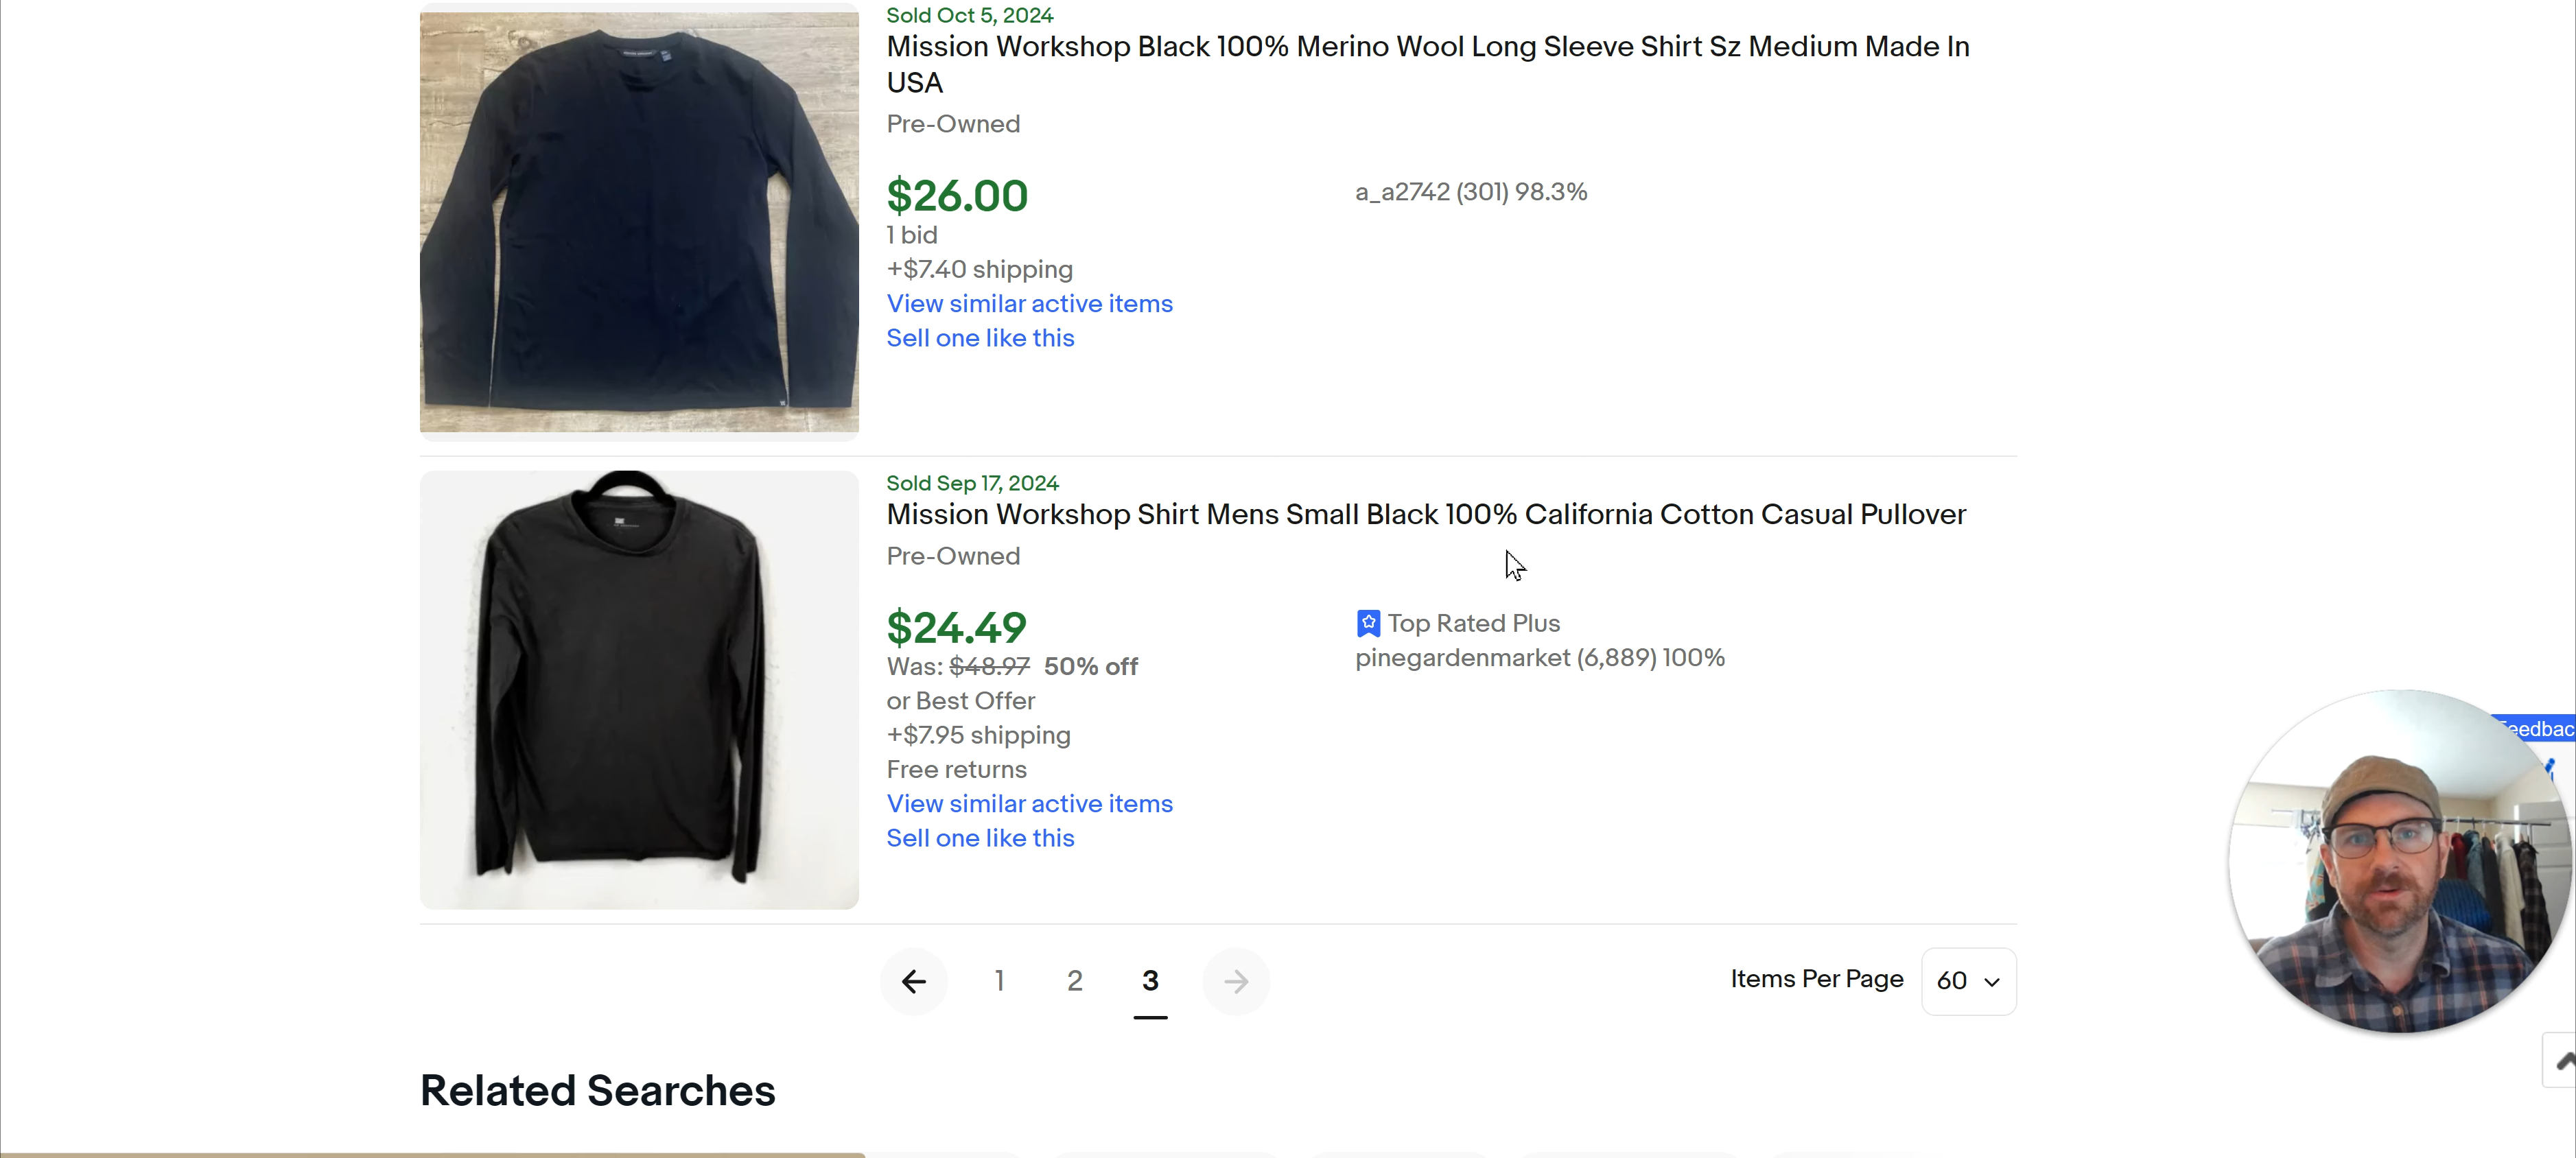 Sold Oct 5, 2024
Mission Workshop Black 100% Merino Wool Long Sleeve Shirt Sz Medium Made In
USA
Pre-Owned
$26.00
a_a2742 (301) 98.3%
1 bid
+$7.40 shipping
View similar active items
Sell one like this
Sold Sep 17, 2024
Mission Workshop Shirt Mens Small Black 100% California Cotton Casual Pullover
Pre-Owned
$24.49
Top Rated Plus
Was: $48.97 50% off
pinegardenmarket (6,889) 100%
or Best Offer
+$7.95 shipping
Free returns
View similar active items
Sell one like this
eedbac
1 2 3
Items Per Page 60
Related Searches